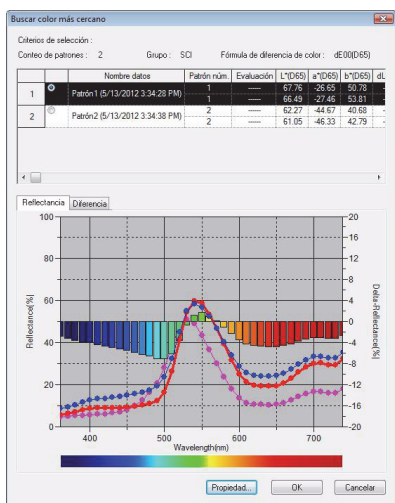 Buscar color más cercano
Criterios de selección :
Conteo de patrones : 2 Grupo : SCI Fórmula de diferencia de color : dE00(D65)
Nombre datos Patrón núm. Evaluación L*(D65) a*(D65) b*(D65) dL
1 Patrón1 (5/13/2012 3:34:28 PM) 1 ----- 67.76 -26.65 50.78 -
1 ----- 66.49 -27.46 53.81 -
2 Patrón2 (5/13/2012 3:34:38 PM) 2 ----- 62.27 -44.67 40.68 -
2 ----- 61.05 -46.33 42.79 -
Reflectancia Diferencia
100 20
16
80 12
8
60 4
0
40 -4
-8
20 -12
-16
0 -20
Reflectance[%]
Delta-Reflectance[%]
400 500 600 700
Wavelength[nm]
Propiedad... OK Cancelar